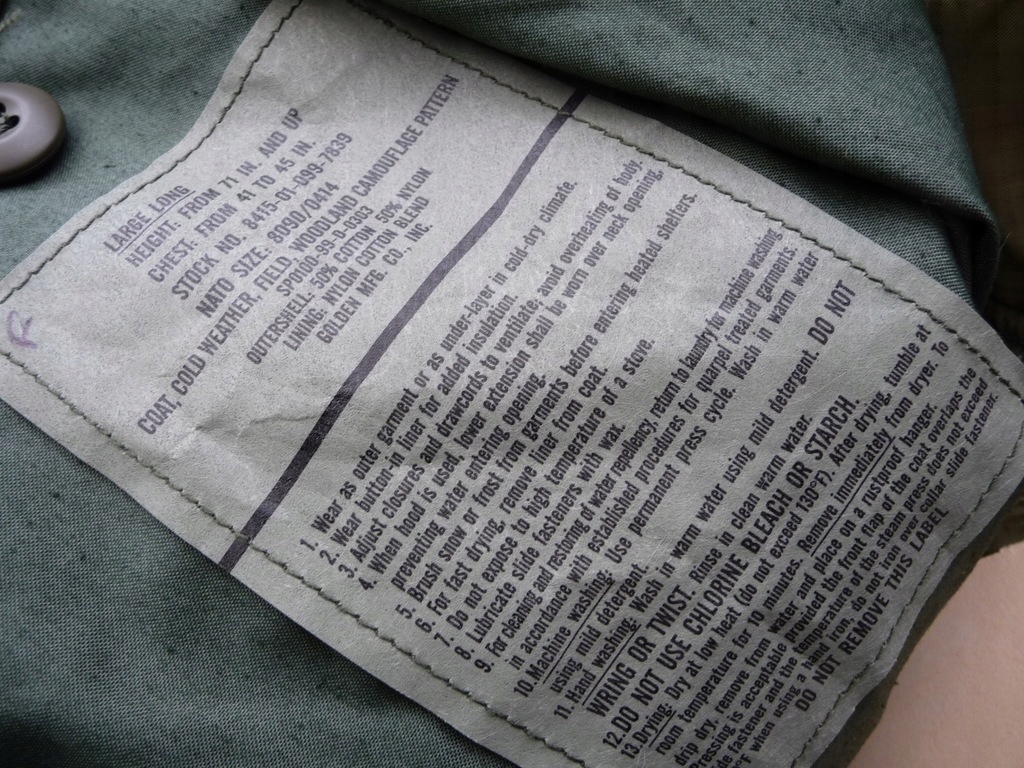 LARGE LONG
HEIGHT: FROM 71 IN. AND UP
CHEST: FROM 41 TO 45 IN.
STOCK NO. 8415-01-099-7839
NATO SIZE: 8090/0414
COAT, COLD WEATHER, FIELD, WOODLAND CAMOUFLAGE PATTERN
SPO100-99-D-0303
OUTERSHELL: 50% COTTON 50% NYLON
LINING: NYLON COTTON BLEND
GOLDEN MFG. CO., INC.
R
1. Wear as outer garment or as under-layer in cold-dry climate.
2. Wear button-in liner for added insulation.
3. Adjust closures and drawcords to ventilate; avoid overheating of body.
4. When hood is used, lower extension shall be worn over neck opening,
preventing water entering opening.
5. Brush snow or frost from garments before entering heated shelters.
6. For fast drying, remove liner from coat.
7. Do not expose to high temperature of a stove.
8. Lubricate slide fasteners with wax.
9. For cleaning and restoring of water repellency, return to laundry for machine washing
in accordance with established procedures for quarpel treated garments.
10. Machine washing: Use permanent press cycle. Wash in warm water
using mild detergent.
11. Hand washing: Wash in warm water using mild detergent. DO NOT
WRING OR TWIST. Rinse in clean warm water.
12. DO NOT USE CHLORINE BLEACH OR STARCH.
13. Drying: Dry at low heat (do not exceed 130°F). After drying, tumble at
room temperature for 10 minutes. Remove immediately from dryer. To
drip dry, remove from water and place on a rustproof hanger.
Pressing is acceptable provided the front flap of the coat overlaps the
fastener and the temperature of the steam press does not exceed
°F when using a hand iron, do not iron over collar slide fastener.
DO NOT REMOVE THIS LABEL